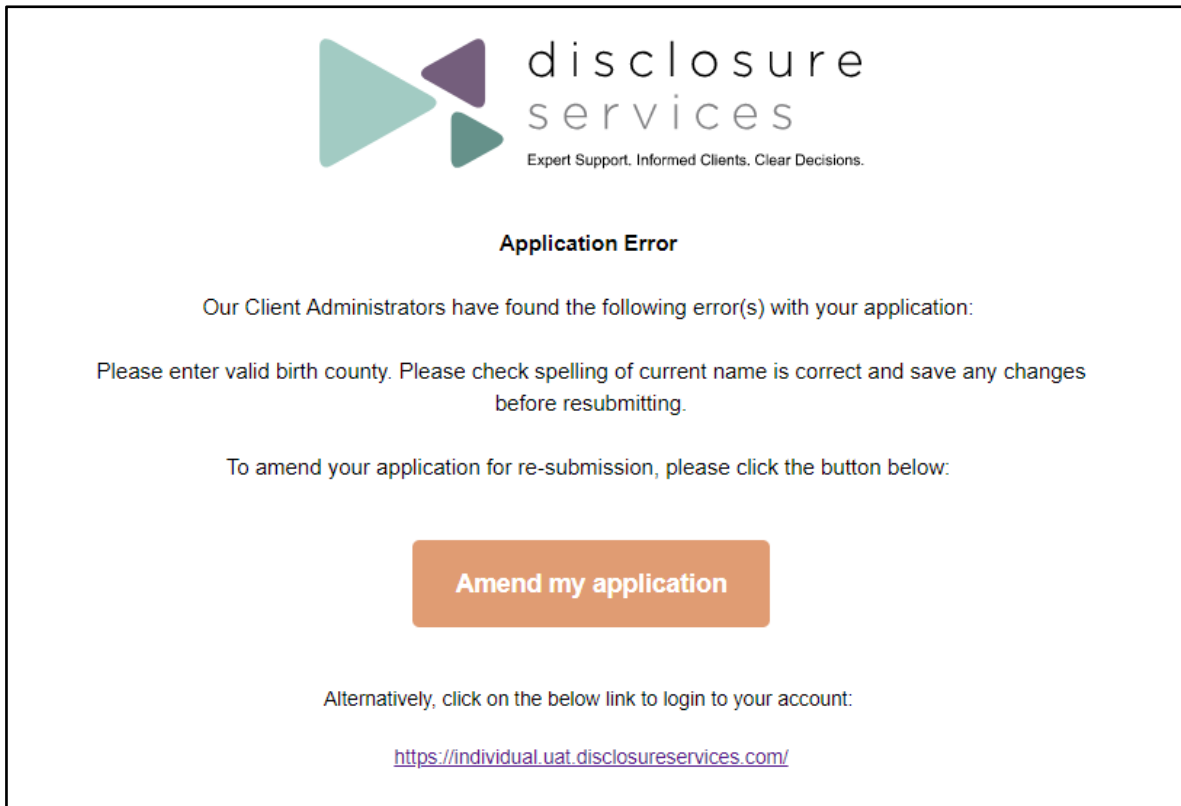 disclosure
services
Expert Support. Informed Clients. Clear Decisions.
Application Error
Our Client Administrators have found the following error(s) with your application:
Please enter valid birth county. Please check spelling of current name is correct and save any changes
before resubmitting.
To amend your application for re-submission, please click the button below:
Amend my application
Alternatively, click on the below link to login to your account:
https://individual.uat.disclosureservices.com/